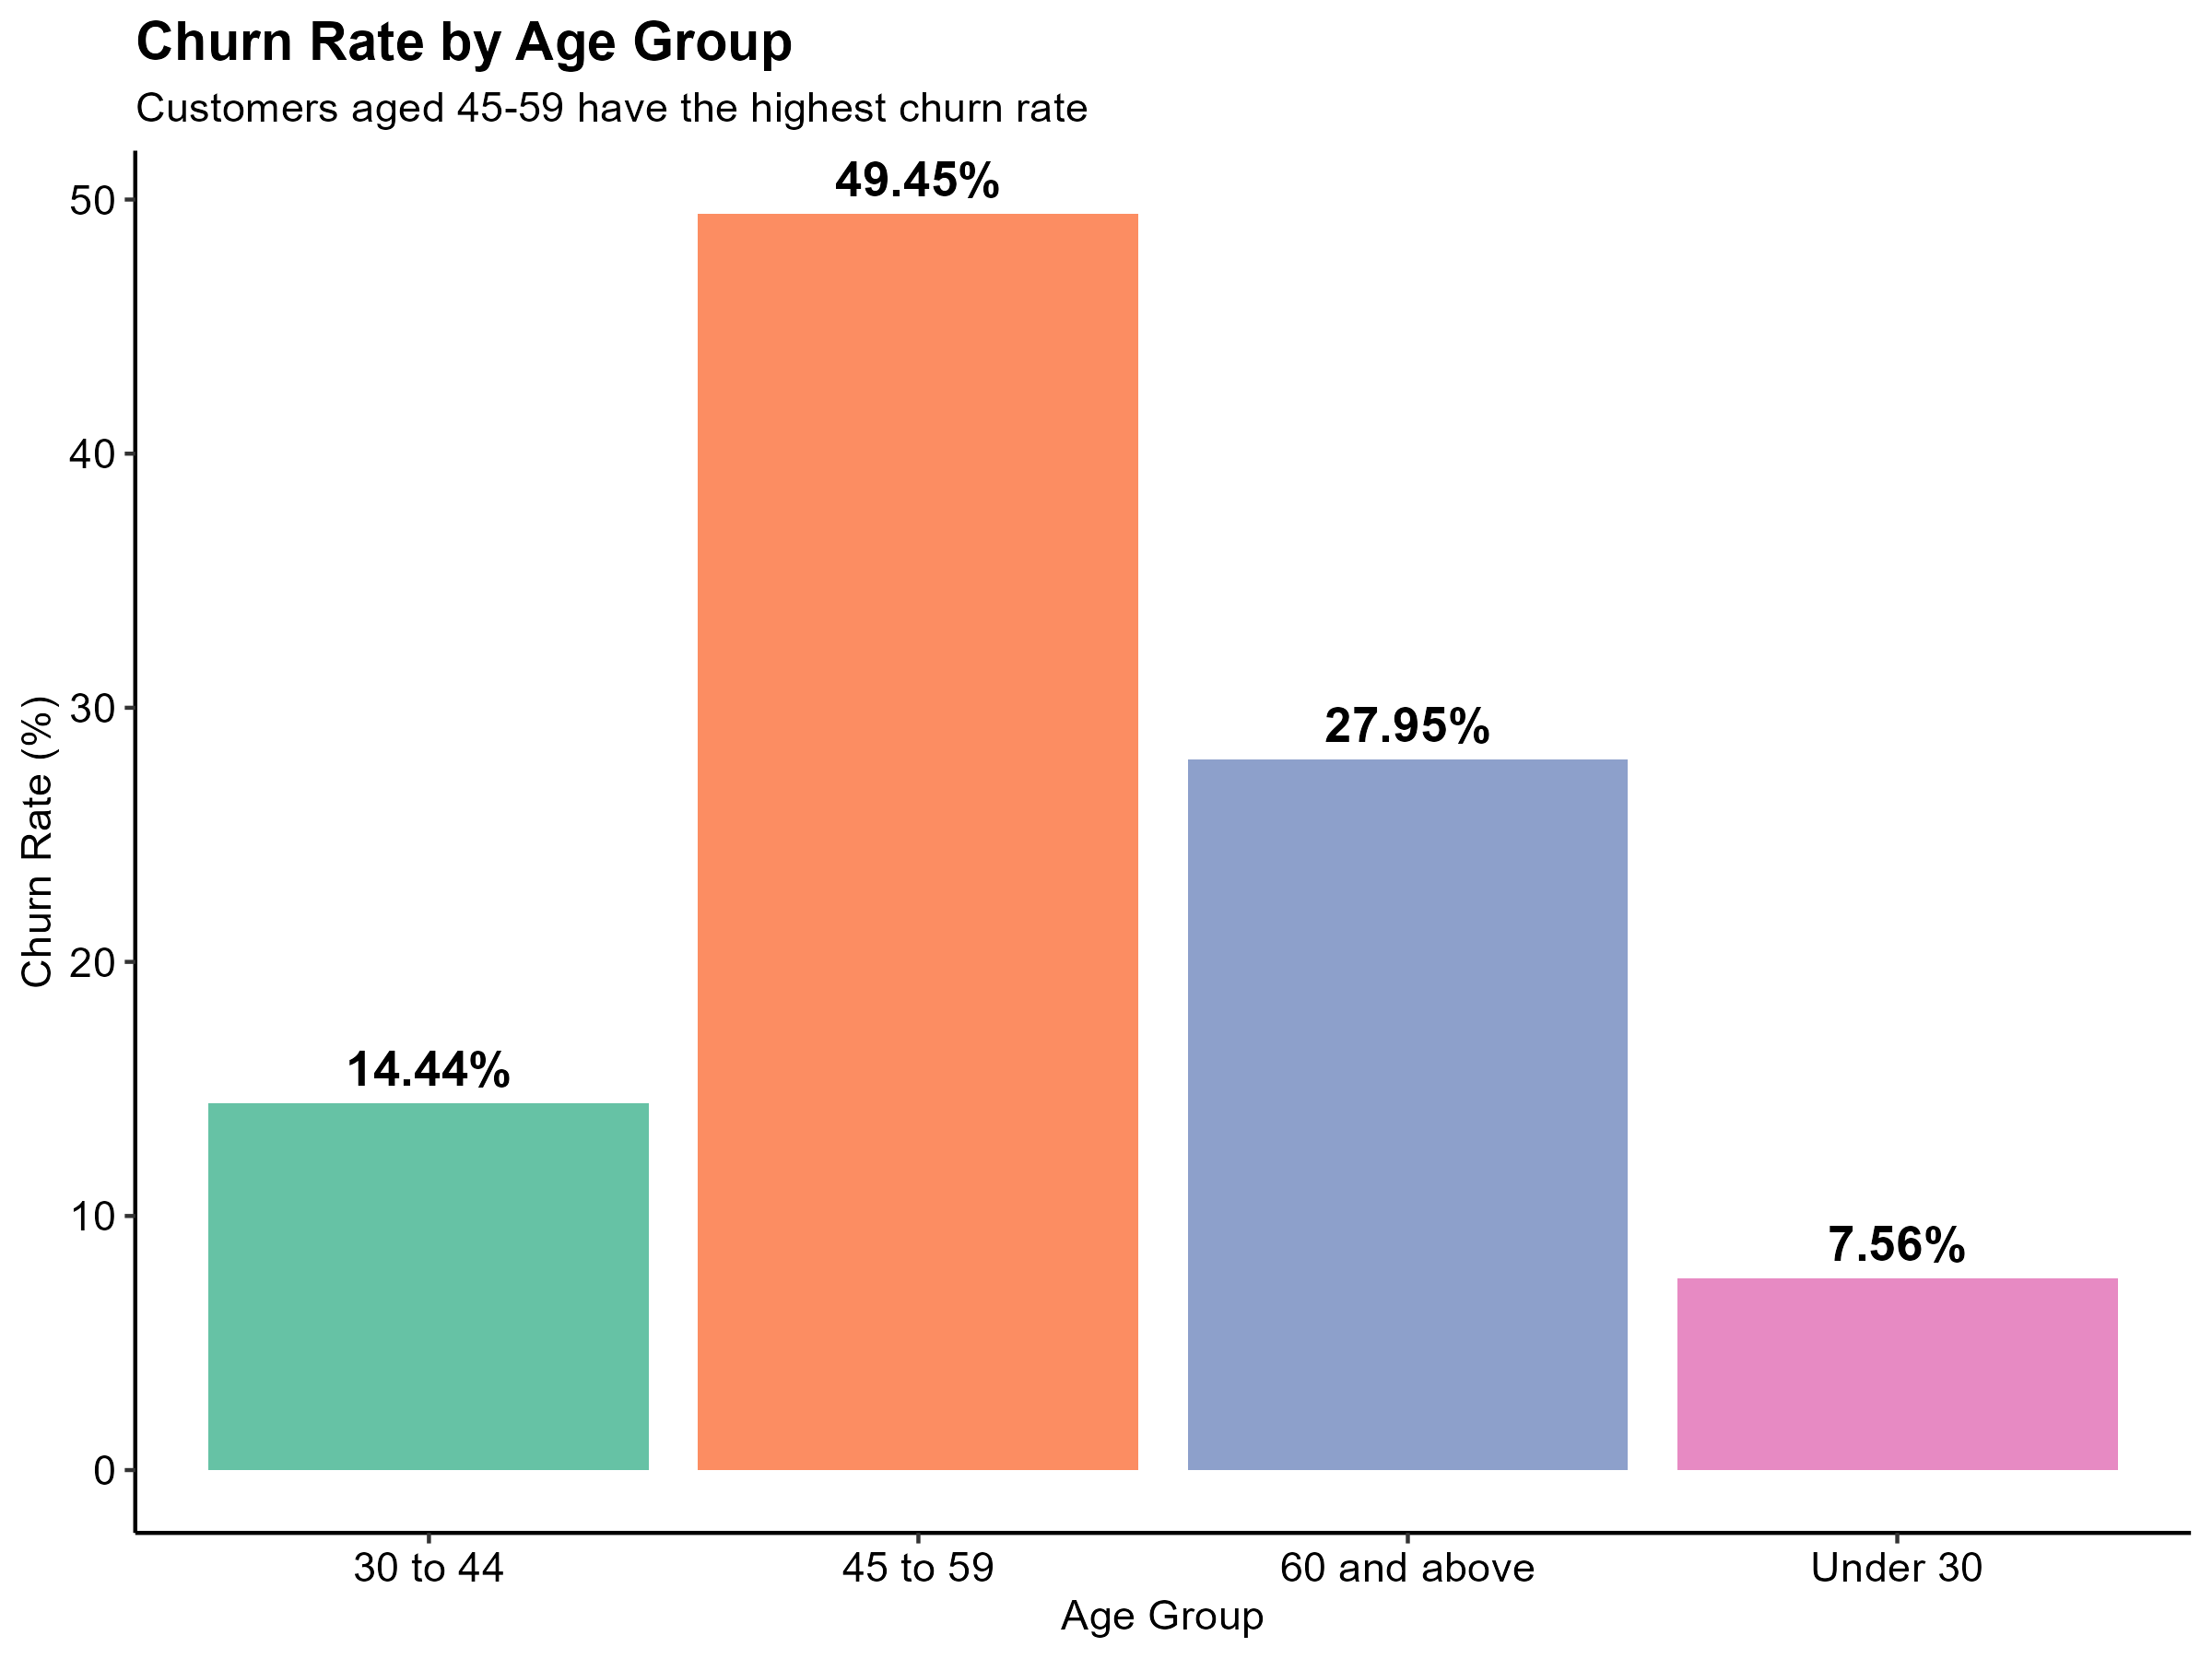 Churn Rate by Age Group
Customers aged 45-59 have the highest churn rate
Churn Rate (%)
50
40
30
20
10
0
14.44%
49.45%
27.95%
7.56%
30 to 44
45 to 59
60 and above
Under 30
Age Group